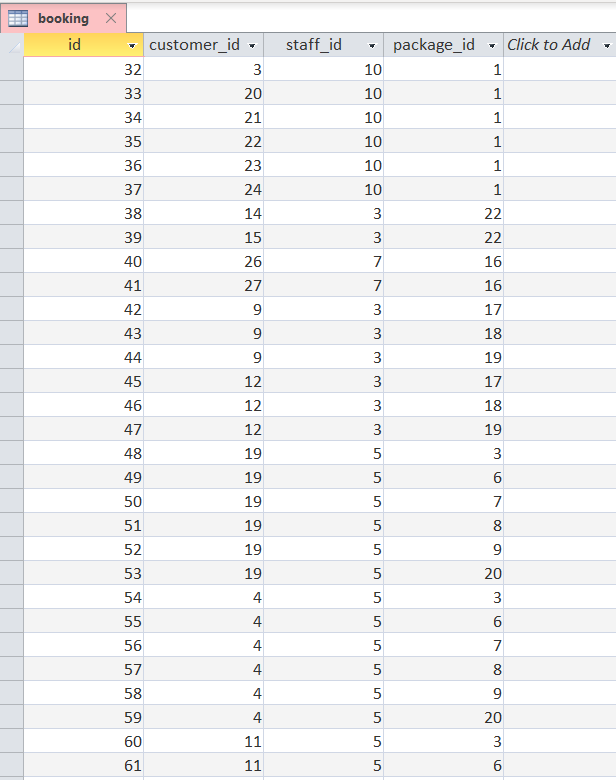 booking
id customer_id staff_id package_id Click to Add
32 3 10 1
33 20 10 1
34 21 10 1
35 22 10 1
36 23 10 1
37 24 10 1
38 14 3 22
39 15 3 22
40 26 7 16
41 27 7 16
42 9 3 17
43 9 3 18
44 9 3 19
45 12 3 17
46 12 3 18
47 12 3 19
48 19 5 3
49 19 5 6
50 19 5 7
51 19 5 8
52 19 5 9
53 19 5 20
54 4 5 3
55 4 5 6
56 4 5 7
57 4 5 8
58 4 5 9
59 4 5 20
60 11 5 3
61 11 5 6